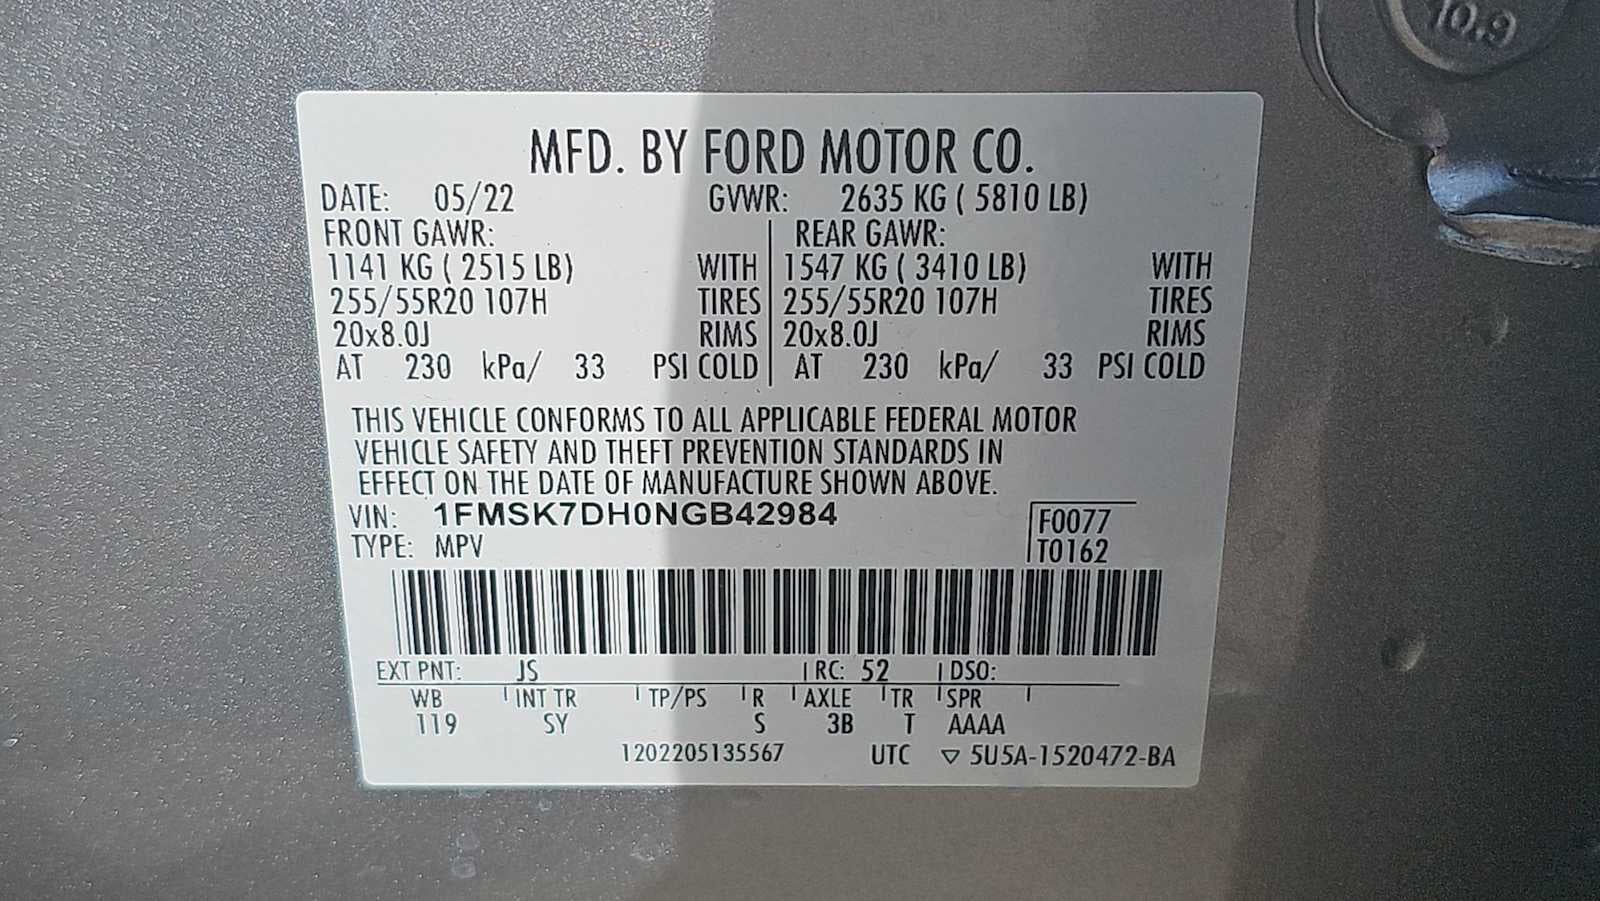 10.9
MFD. BY FORD MOTOR CO.
DATE: 05/22 GVWR: 2635 KG ( 5810 LB)
FRONT GAWR: REAR GAWR:
1141 KG ( 2515 LB) WITH 1547 KG ( 3410 LB) WITH
255/55R20 107H TIRES 255/55R20 107H TIRES
20x8.0J RIMS 20x8.0J RIMS
AT 230 kPa/ 33 PSI COLD AT 230 kPa/ 33 PSI COLD
THIS VEHICLE CONFORMS TO ALL APPLICABLE FEDERAL MOTOR
VEHICLE SAFETY AND THEFT PREVENTION STANDARDS IN
EFFECT ON THE DATE OF MANUFACTURE SHOWN ABOVE.
VIN: 1FMSK7DH0NGB42984 F0077
TYPE: MPV T0162
EXT PNT: JS RC: 52 DSO:
WB INT TR TP/PS R AXLE TR SPR
119 SY S 3B T AAAA
1202205135567 UTC ▽ 5U5A-1520472-BA